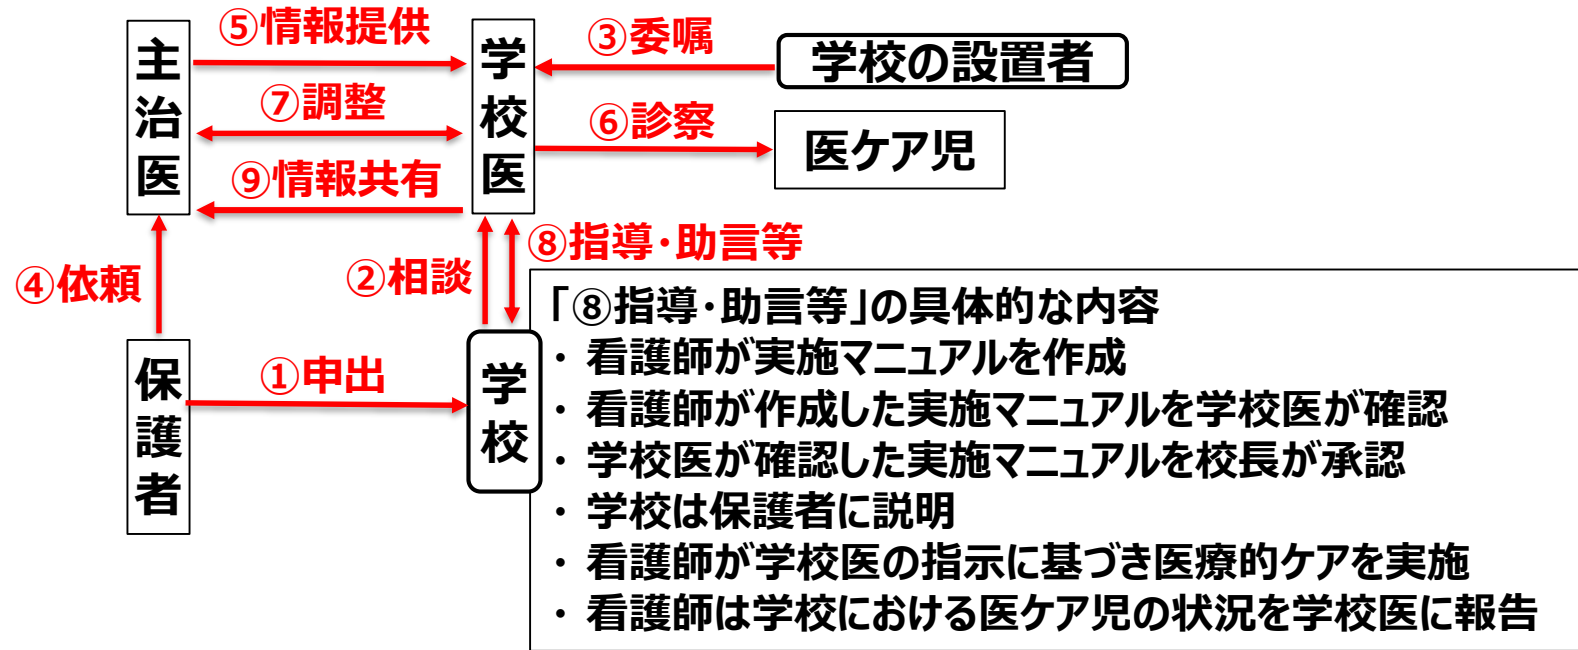 ⑤情報提供
③委嘱
学校の設置者
主治医
学校医
⑦調整
⑥診察
医ケア児
⑨情報共有
⑧指導・助言等
④依頼
②相談
保護者
①申出
学校
「⑧指導・助言等」の具体的な内容
・ 看護師が実施マニュアルを作成
・ 看護師が作成した実施マニュアルを学校医が確認
・ 学校医が確認した実施マニュアルを校長が承認
・ 学校は保護者に説明
・ 看護師が学校医の指示に基づき医療的ケアを実施
・ 看護師は学校における医ケア児の状況を学校医に報告